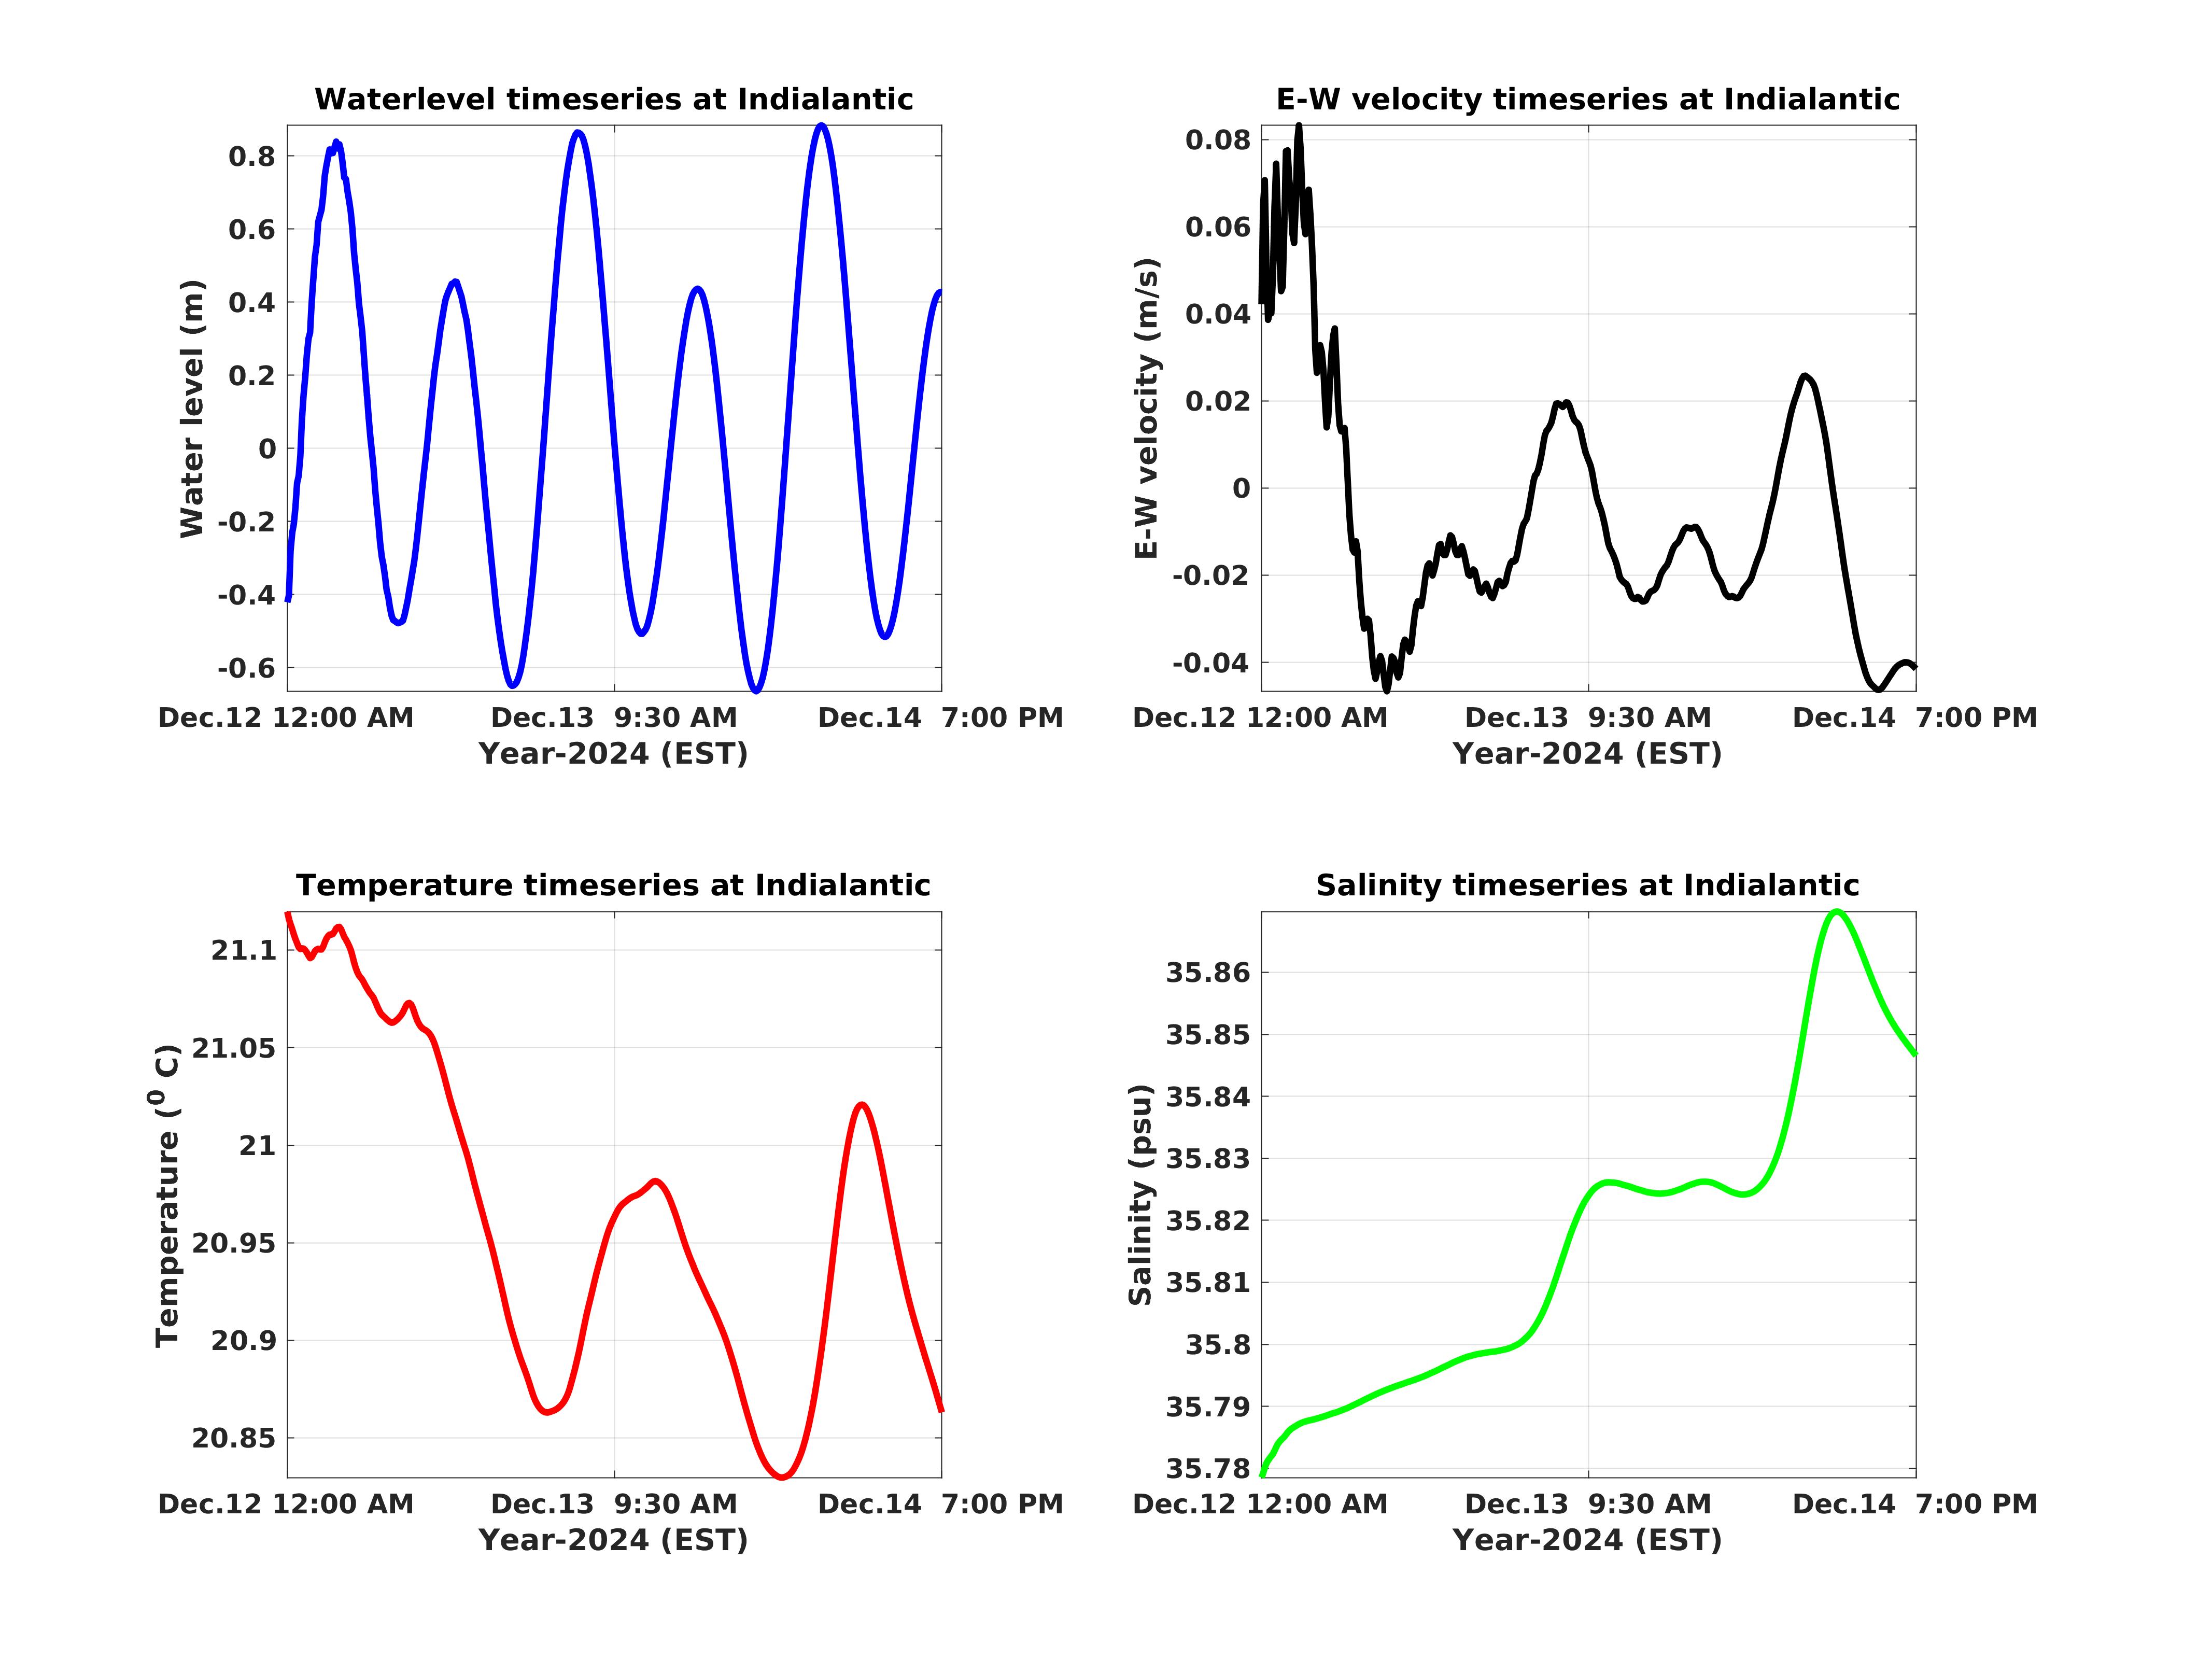 Waterlevel timeseries at Indialantic
Water level (m)
0.8
0.6
0.4
0.2
0
-0.2
-0.4
-0.6
Dec.12 12:00 AM Dec.13 9:30 AM Dec.14 7:00 PM
Year-2024 (EST)
E-W velocity timeseries at Indialantic
E-W velocity (m/s)
0.08
0.06
0.04
0.02
0
-0.02
-0.04
Dec.12 12:00 AM Dec.13 9:30 AM Dec.14 7:00 PM
Year-2024 (EST)
Temperature timeseries at Indialantic
Temperature (⁰ C)
21.1
21.05
21
20.95
20.9
20.85
Dec.12 12:00 AM Dec.13 9:30 AM Dec.14 7:00 PM
Year-2024 (EST)
Salinity timeseries at Indialantic
Salinity (psu)
35.86
35.85
35.84
35.83
35.82
35.81
35.8
35.79
35.78
Dec.12 12:00 AM Dec.13 9:30 AM Dec.14 7:00 PM
Year-2024 (EST)